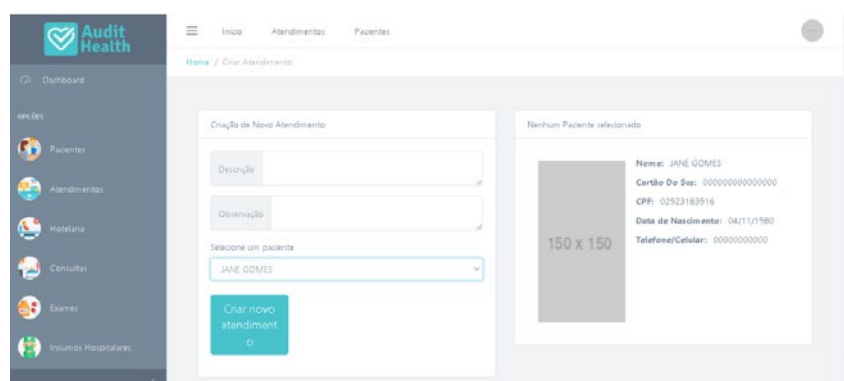 Audit
Health
Inicio Atendimentos Pacientes
Home / Criar Atendimento
Dashboard
OPCÕES
Pacientes
Atendimentos
Hotelaria
Consultas
Exames
Insumos Hospitalares
Criação de Novo Atendimento
Descrição
Observação
Selecione um paciente
JANE GOMES
Criar novo
atendiment
o
Nenhum Paciente selecionado
150 x 150
Nome: JANE GOMES
Cartão Do Sus: 000000000000000
CPF: 02923183916
Data de Nascimento: 04/11/1980
Telefone/Celular: 00000000000